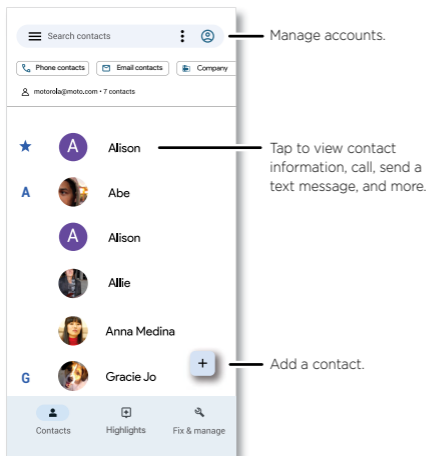 Search contacts
Manage accounts.
Phone contacts Email contacts Company
motorola@moto.com • 7 contacts
A Alison
Tap to view contact
information, call, send a
text message, and more.
A Abe
A Alison
Allie
Anna Medina
+
Add a contact.
G Gracie Jo
Contacts Highlights Fix & manage